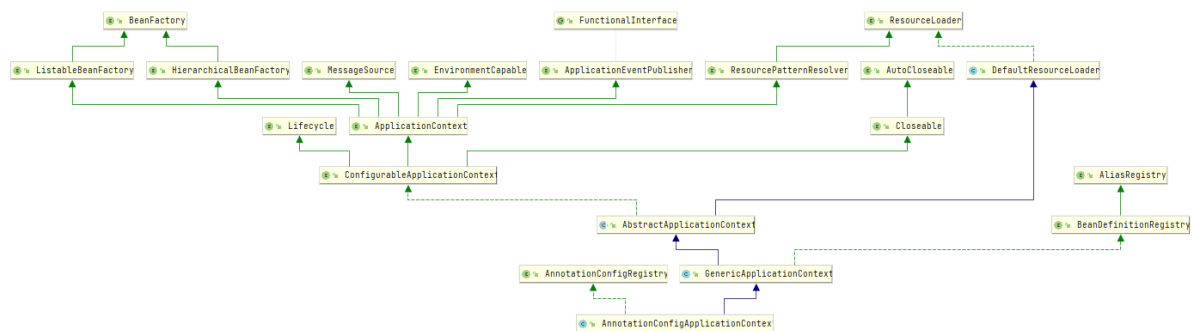 BeanFactory
FunctionalInterface
ResourceLoader
ListableBeanFactory
HierarchicalBeanFactory
MessageSource
EnvironmentCapable
ApplicationEventPublisher
ResourcePatternResolver
AutoCloseable
DefaultResourceLoader
Lifecycle
ApplicationContext
Closeable
ConfigurableApplicationContext
AliasRegistry
AbstractApplicationContext
BeanDefinitionRegistry
AnnotationConfigRegistry
GenericApplicationContext
AnnotationConfigApplicationContext